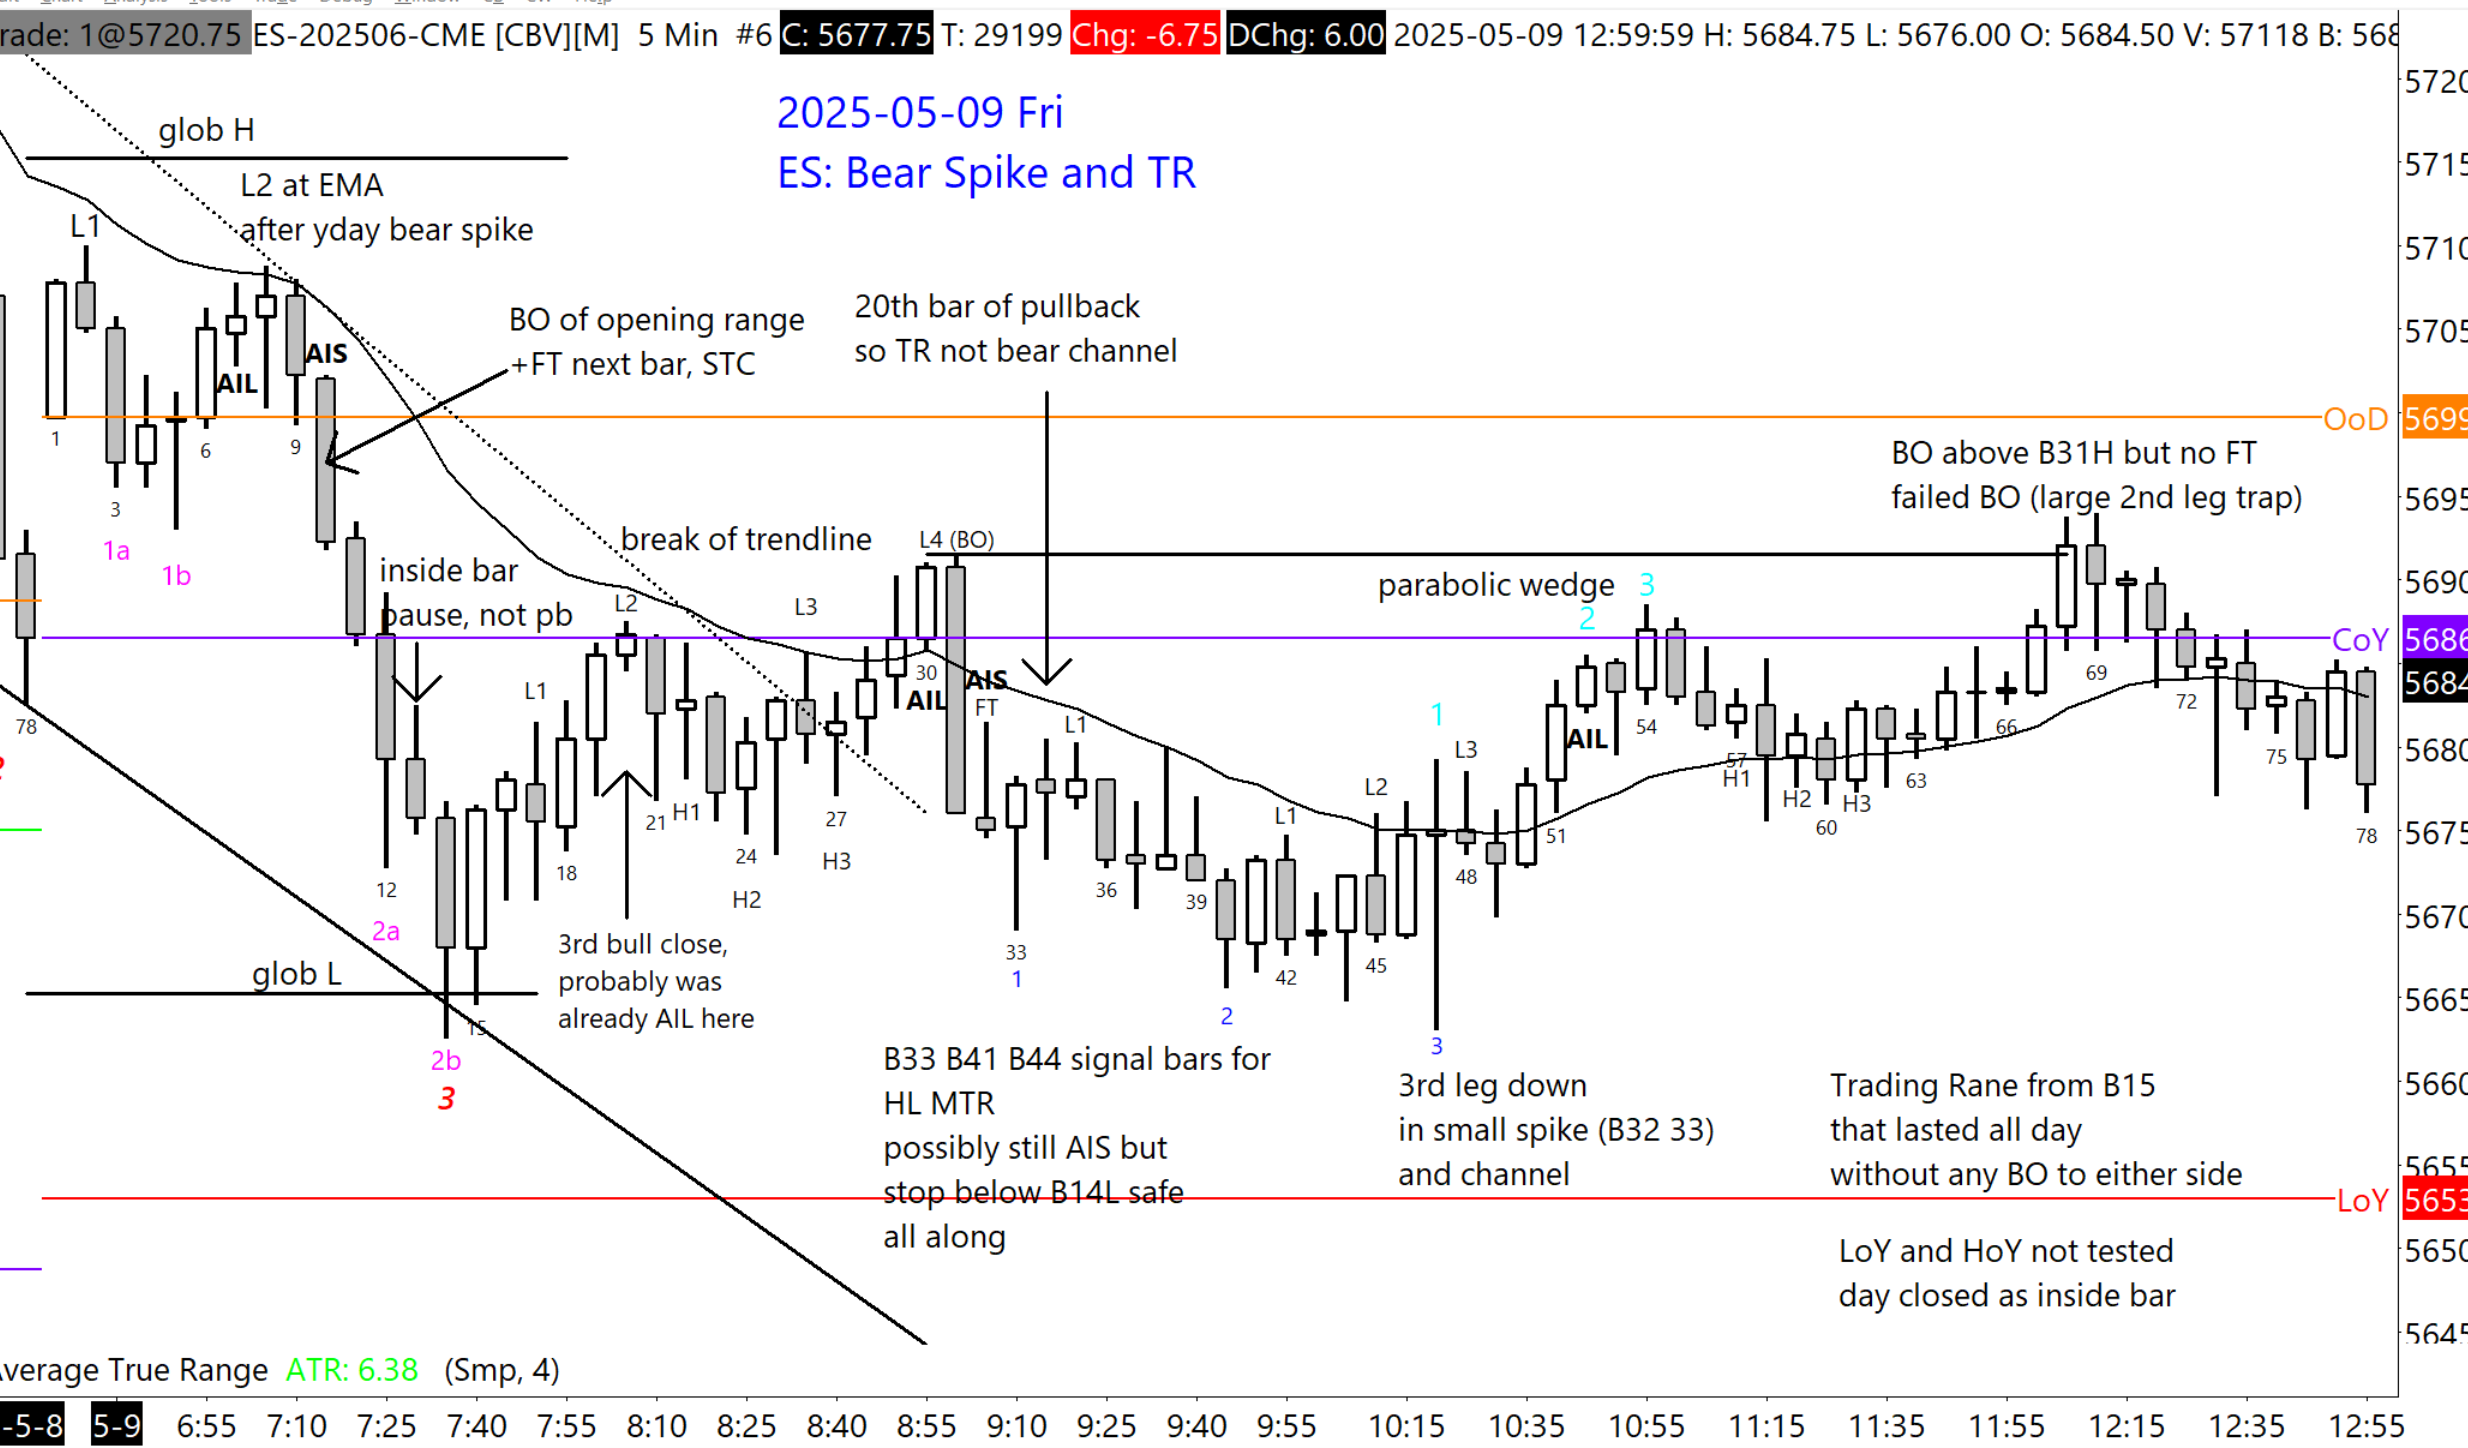 rade: 1@5720.75 ES-202506-CME [CBV][M] 5 Min #6 C: 5677.75 T: 29199 Chg: -6.75 DChg: 6.00 2025-05-09 12:59:59 H: 5684.75 L: 5676.00 O: 5684.50 V: 57118 B: 568
2025-05-09 Fri
ES: Bear Spike and TR
glob H
L2 at EMA
after yday bear spike
L1
BO of opening range
+FT next bar, STC
AIS
AIL
20th bar of pullback
so TR not bear channel
1
3
6
9
1a
1b
OoD
5699
BO above B31H but no FT
failed BO (large 2nd leg trap)
break of trendline
L4 (BO)
inside bar
pause, not pb
parabolic wedge
1
2
3
L2
L3
CoY
5686
5684
78
L1
30
AIL
AIS
FT
L1
12
2a
18
21
H1
24
H2
27
H3
33
1
36
39
2
L1
42
L2
45
L3
48
3
51
AIL
54
57
H1
H2
60
H3
63
66
69
72
75
78
glob L
15
2b
3
3rd bull close,
probably was
already AIL here
B33 B41 B44 signal bars for
HL MTR
possibly still AIS but
stop below B14L safe
all along
3rd leg down
in small spike (B32 33)
and channel
Trading Rane from B15
that lasted all day
without any BO to either side
LoY
5653
LoY and HoY not tested
day closed as inside bar
5720
5715
5710
5705
5695
5690
5680
5675
5670
5665
5660
5655
5650
5645
Average True Range ATR: 6.38 (Smp, 4)
-5-8 5-9 6:55 7:10 7:25 7:40 7:55 8:10 8:25 8:40 8:55 9:10 9:25 9:40 9:55 10:15 10:35 10:55 11:15 11:35 11:55 12:15 12:35 12:55